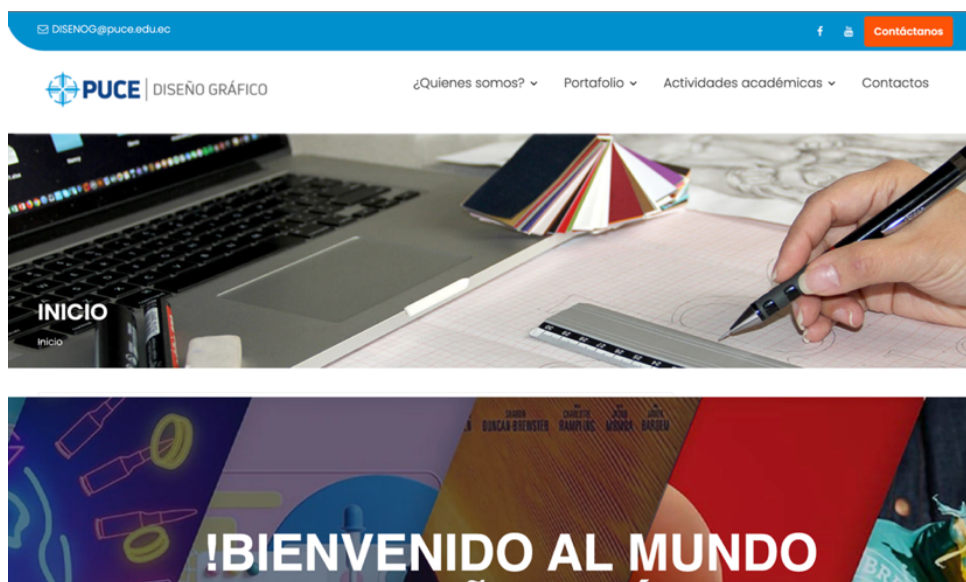 DISENOG@puce.edu.ec
Contáctanos
PUCE | DISEÑO GRÁFICO
¿Quienes somos? Portafolio Actividades académicas Contactos
INICIO
Inicio
DUNCAN-BREWSTER RAMPLING MOMOA BARDEM
!BIENVENIDO AL MUNDO